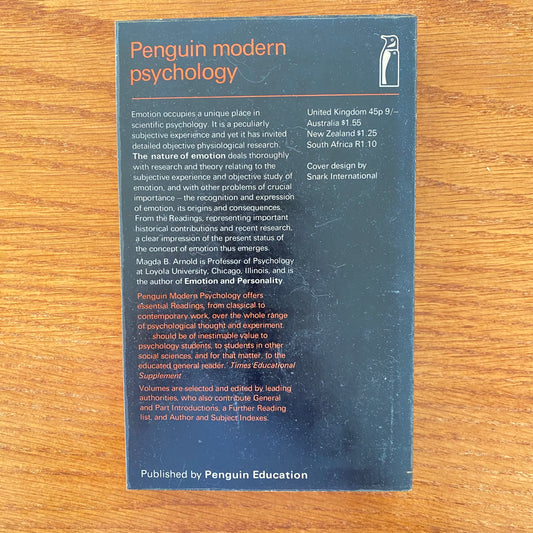 Penguin modern
psychology
Emotion occupies a unique place in
scientific psychology. It is a peculiarly
subjective experience and yet it has invited
detailed objective physiological research.
The nature of emotion deals thoroughly
with research and theory relating to the
subjective experience and objective study of
emotion, and with other problems of crucial
importance – the recognition and expression
of emotion, its origins and consequences.
From the Readings, representing important
historical contributions and recent research,
a clear impression of the present status of
the concept of emotion thus emerges.
Magda B. Arnold is Professor of Psychology
at Loyola University, Chicago, Illinois, and is
the author of Emotion and Personality.
Penguin Modern Psychology offers
essential Readings, from classical to
contemporary work, over the whole range
of psychological thought and experiment.
'. . . should be of inestimable value to
psychology students, to students in other
social sciences, and for that matter, to the
educated general reader.' Times Educational
Supplement
Volumes are selected and edited by leading
authorities, who also contribute General
and Part Introductions, a Further Reading
list, and Author and Subject Indexes.
United Kingdom 45p 9/–
Australia $1.55
New Zealand $1.25
South Africa R1.10
Cover design by
Snark International
Published by Penguin Education